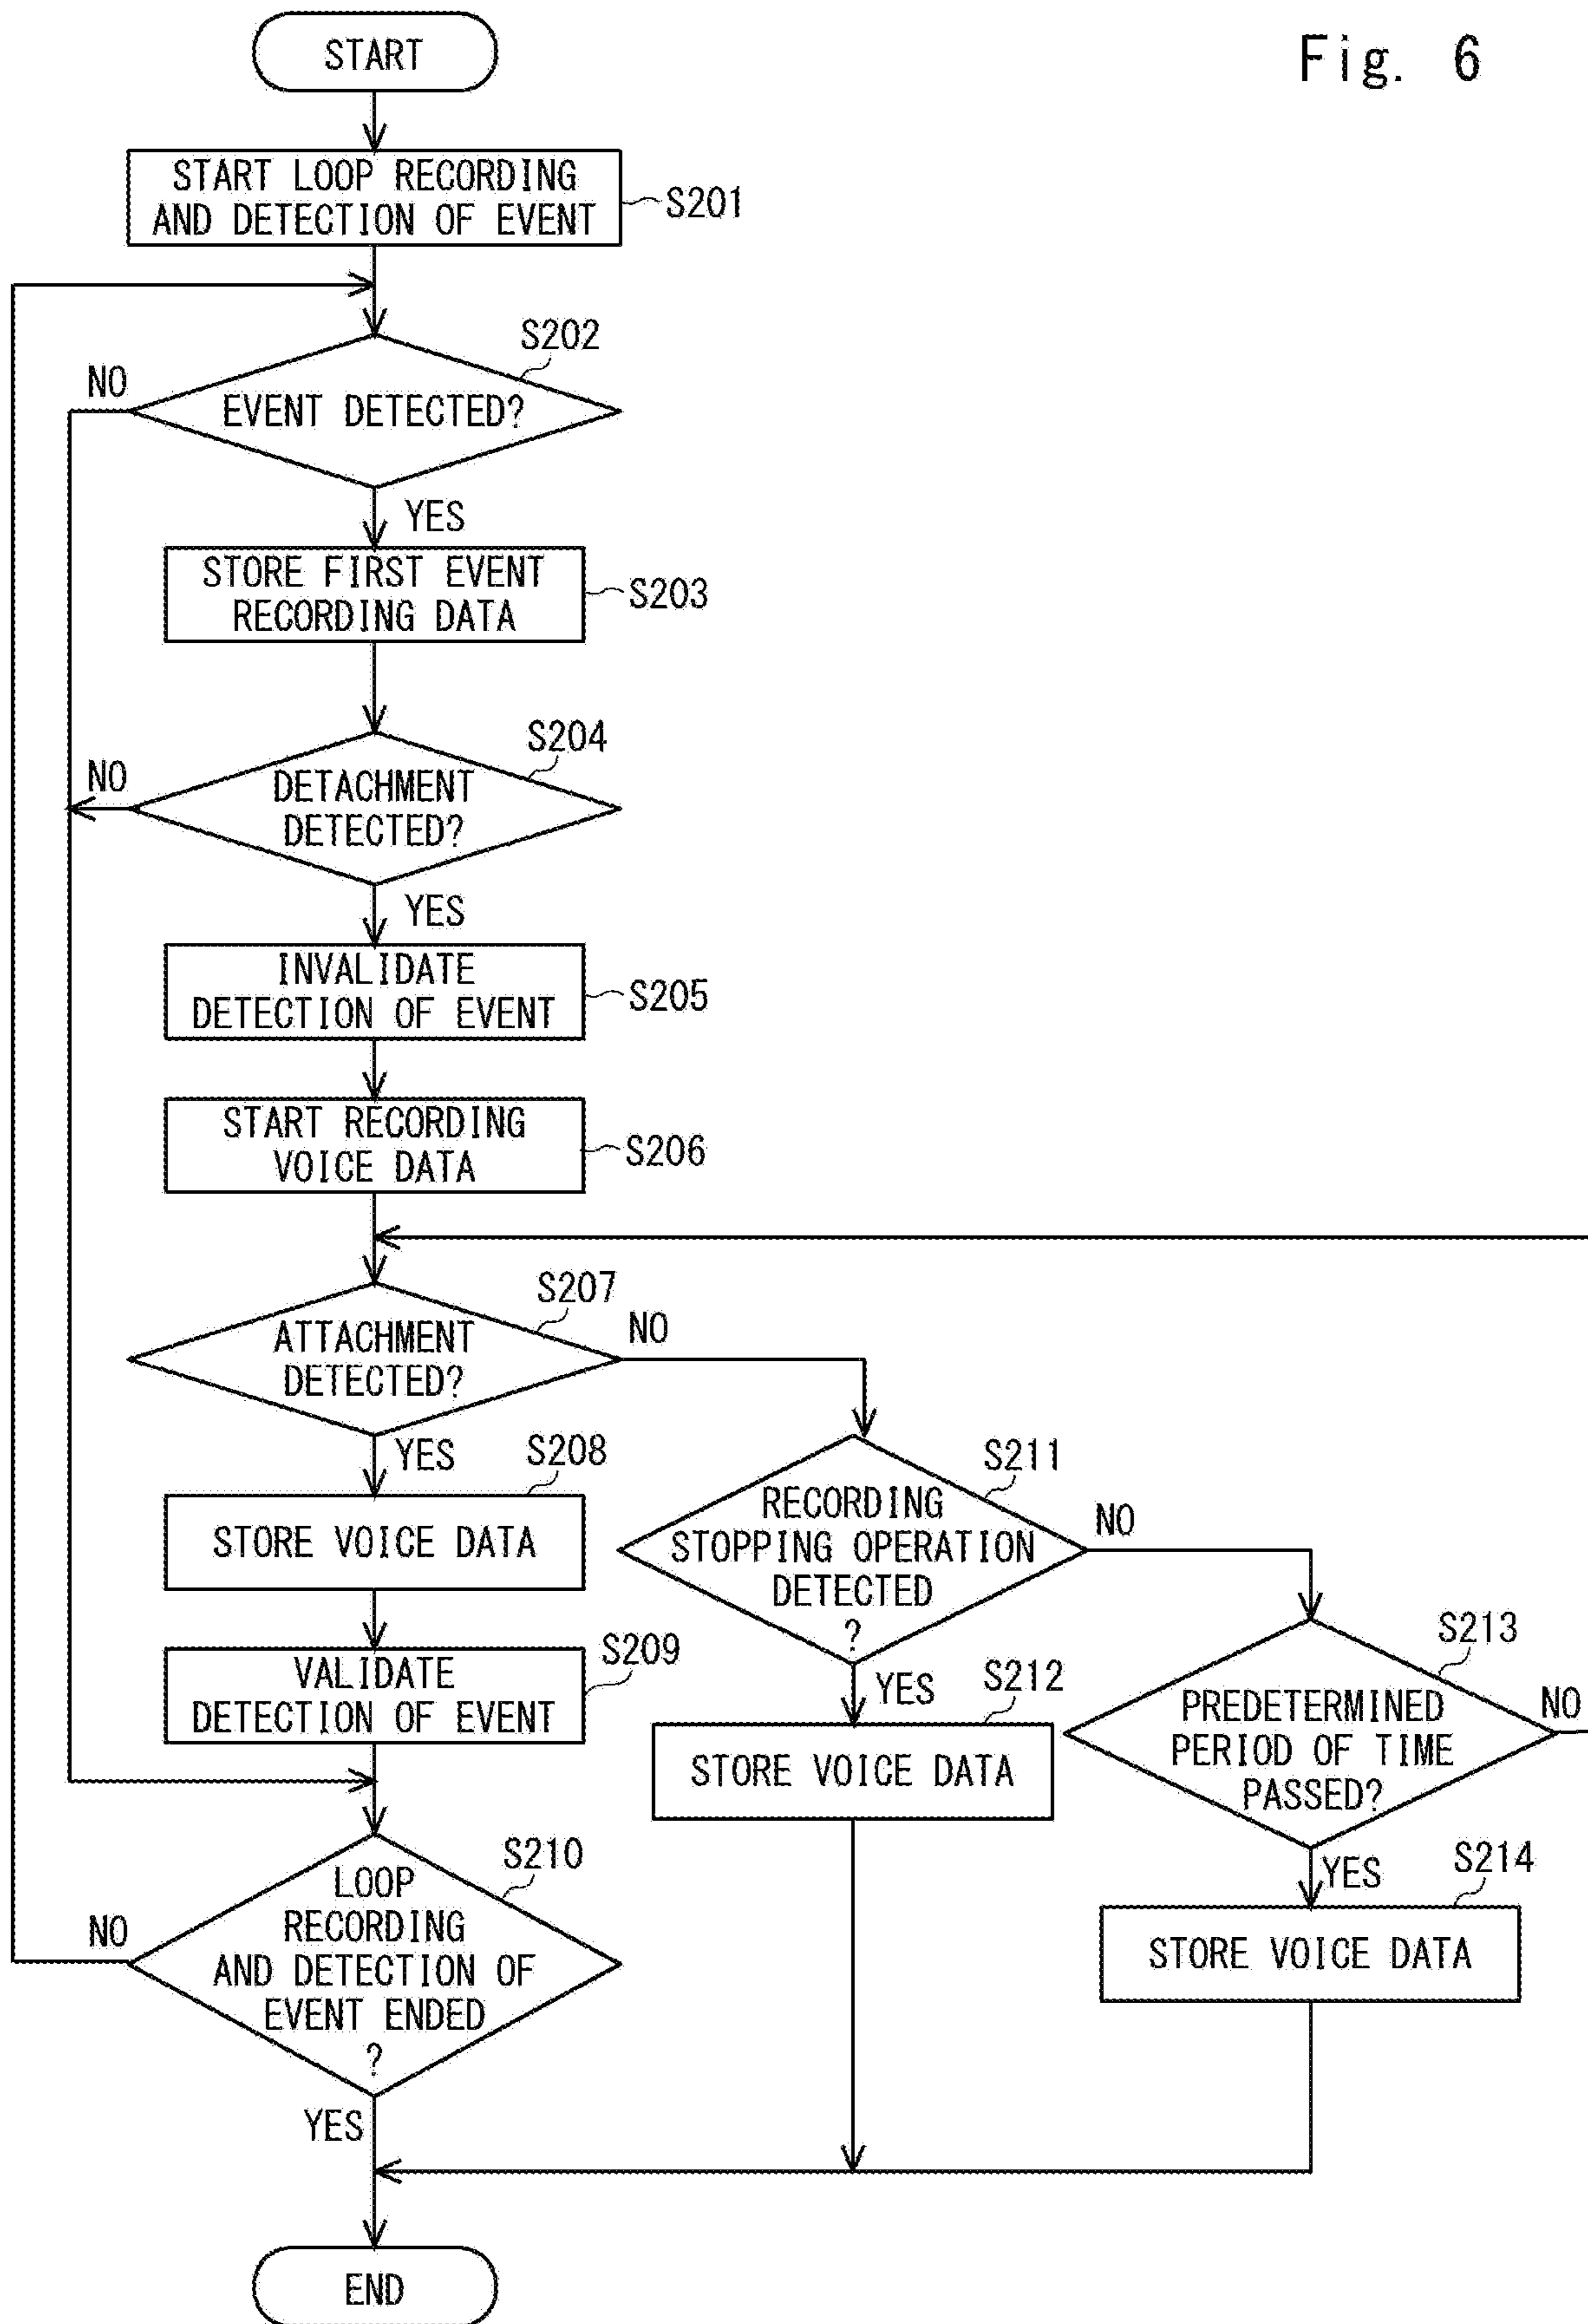 Fig. 6
START
START LOOP RECORDING
AND DETECTION OF EVENT
S201
S202
NO
EVENT DETECTED?
YES
STORE FIRST EVENT
RECORDING DATA
S203
S204
NO
DETACHMENT
DETECTED?
YES
INVALIDATE
DETECTION OF EVENT
S205
START RECORDING
VOICE DATA
S206
S207
NO
ATTACHMENT
DETECTED?
YES
S208
STORE VOICE DATA
S209
VALIDATE
DETECTION OF EVENT
S210
NO
LOOP
RECORDING
AND DETECTION OF
EVENT ENDED
?
YES
S211
NO
RECORDING
STOPPING OPERATION
DETECTED
?
YES
S212
STORE VOICE DATA
S213
NO
PREDETERMINED
PERIOD OF TIME
PASSED?
YES
S214
STORE VOICE DATA
END